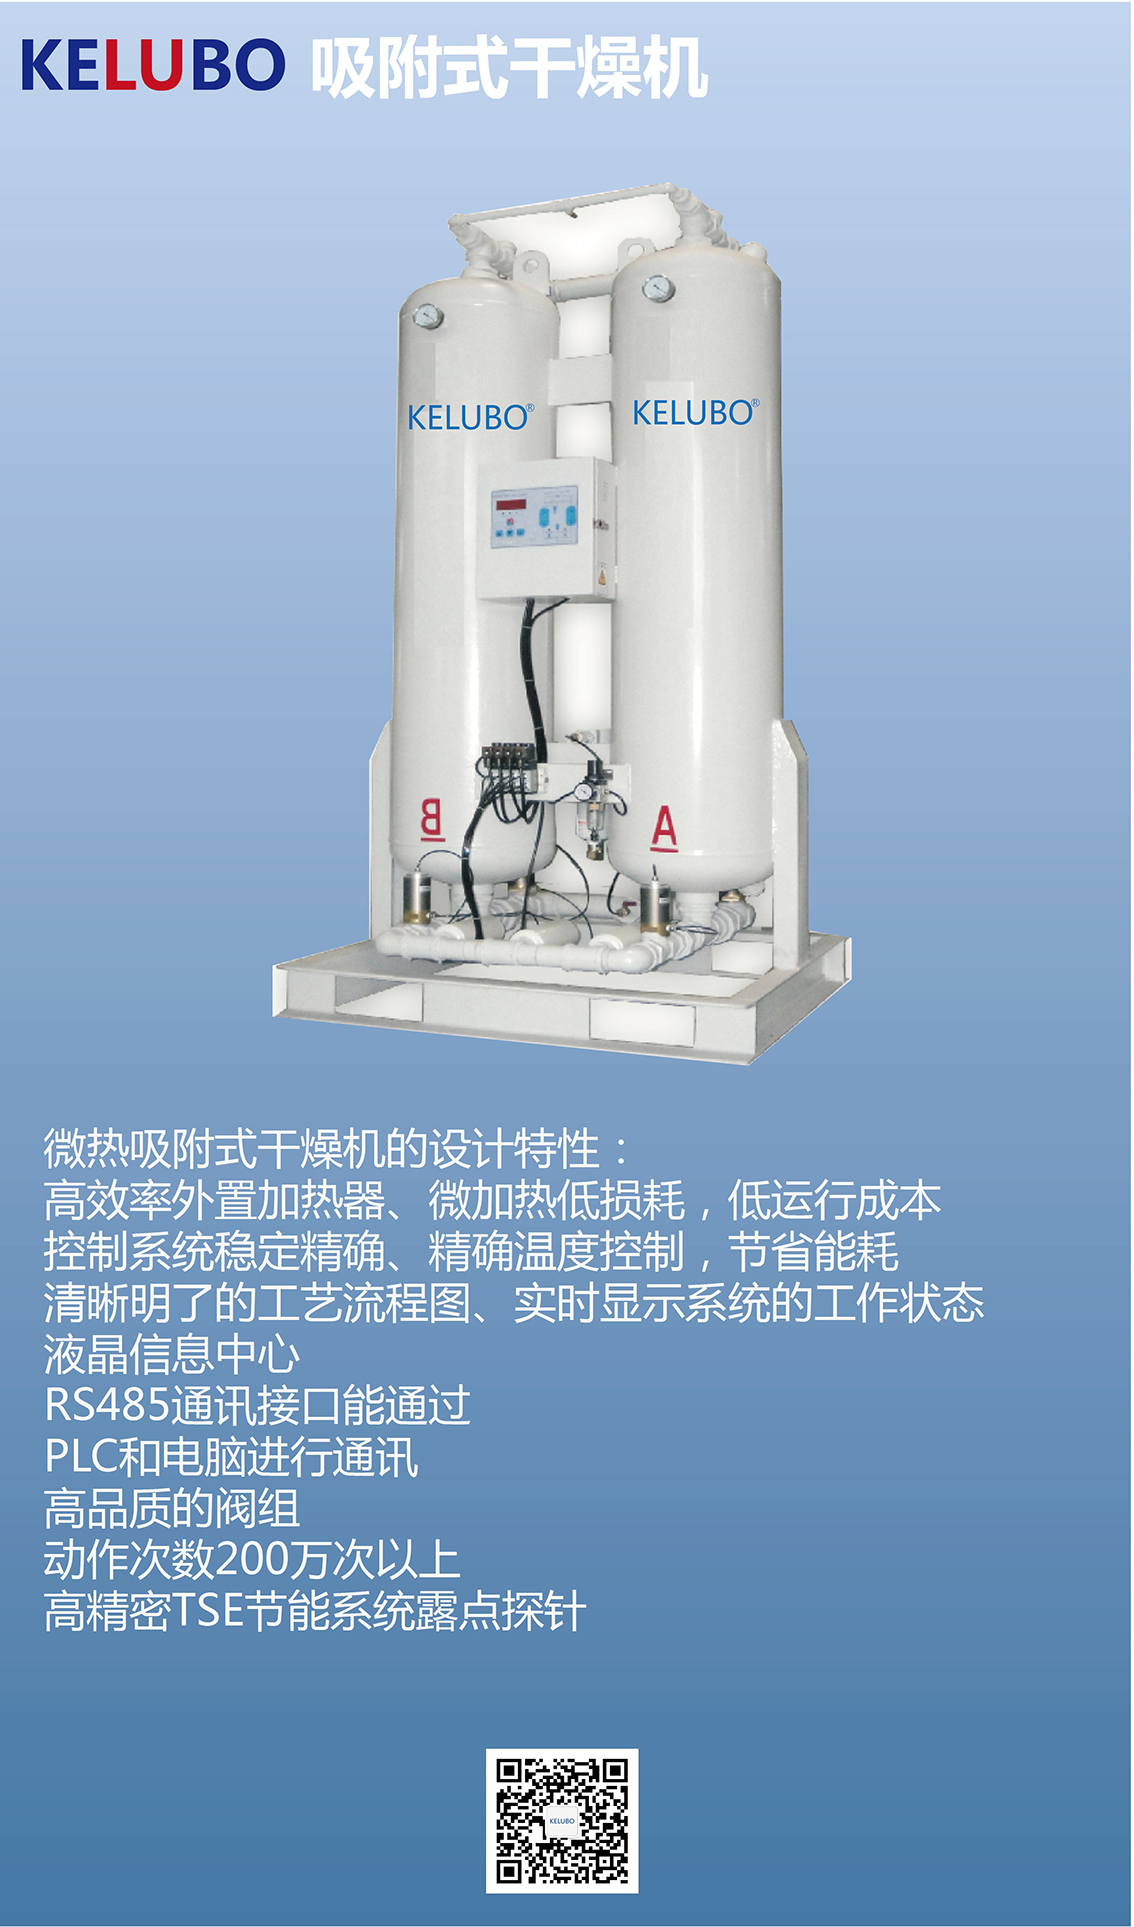 KELUBO 吸附式干燥机
KELUBO®
KELUBO®
B
A
微热吸附式干燥机的设计特性：
高效率外置加热器、微加热低损耗，低运行成本
控制系统稳定精确、精确温度控制，节省能耗
清晰明了的工艺流程图、实时显示系统的工作状态
液晶信息中心
RS485通讯接口能通过
PLC和电脑进行通讯
高品质的阀组
动作次数200万次以上
高精密TSE节能系统露点探针
KELUBO